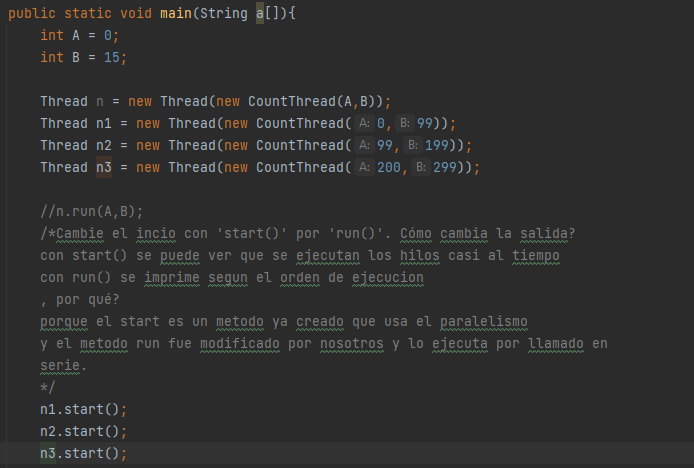 public static void main(String a[]){
int A = 0;
int B = 15;
Thread n = new Thread(new CountThread(A,B));
Thread n1 = new Thread(new CountThread( A: 0, B: 99));
Thread n2 = new Thread(new CountThread( A: 99, B: 199));
Thread n3 = new Thread(new CountThread( A: 200, B: 299));
//n.run(A,B);
/*Cambie el incio con 'start()' por 'run()'. Cómo cambia la salida?
con start() se puede ver que se ejecutan los hilos casi al tiempo
con run() se imprime segun el orden de ejecucion
, por qué?
porque el start es un metodo ya creado que usa el paralelismo
y el metodo run fue modificado por nosotros y lo ejecuta por llamado en
serie.
*/
n1.start();
n2.start();
n3.start();